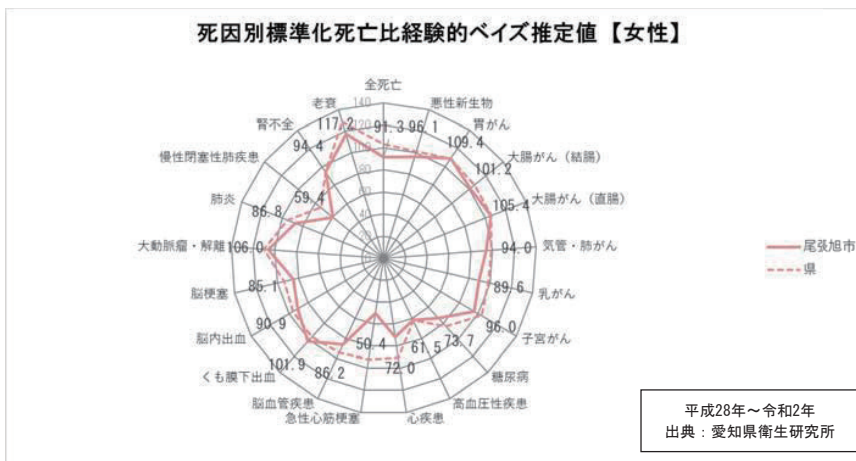 死因別標準化死亡比経験的ベイズ推定値【女性】
全死亡
悪性新生物
胃がん
大腸がん（結腸）
大腸がん（直腸）
気管・肺がん
乳がん
子宮がん
糖尿病
高血圧性疾患
心疾患
急性心筋梗塞
脳血管疾患
くも膜下出血
脳内出血
脳梗塞
大動脈瘤・解離
肺炎
慢性閉塞性肺疾患
腎不全
老衰
140
120
80
60
40
91.3
96.1
109.4
101.2
105.4
94.0
89.6
96.0
73.7
61.5
72.0
50.4
86.2
101.9
90.9
85.1
106.0
86.8
59.4
94.4
117.2
尾張旭市
県
平成28年～令和2年
出典：愛知県衛生研究所